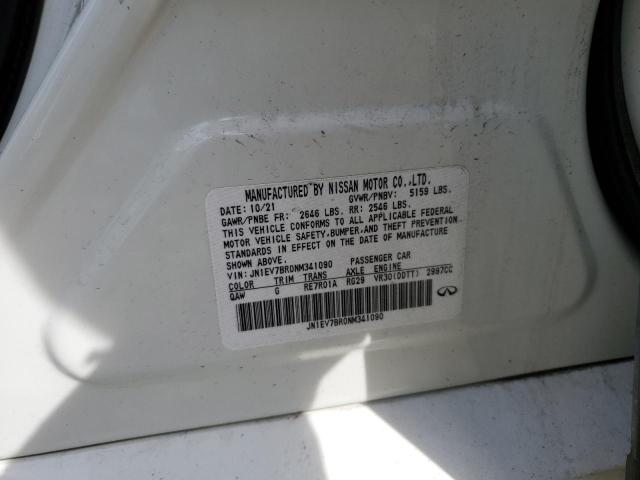 MANUFACTURED BY NISSAN MOTOR CO.,LTD.
DATE: 10/21 GVWR/PNBV: 5159 LBS.
GAWR/PNBE FR: 2646 LBS. RR: 2546 LBS.
THIS VEHICLE CONFORMS TO ALL APPLICABLE FEDERAL
MOTOR VEHICLE SAFETY, BUMPER, AND THEFT PREVENTION
STANDARDS IN EFFECT ON THE DATE OF MANUFACTURE
SHOWN ABOVE.
VIN: JN1EV7BR0NM341090 PASSENGER CAR
COLOR TRIM TRANS AXLE ENGINE
QAW G RE7R01A RG29 VR30(DDTT) 2997CC
JN1EV7BR0NM341090